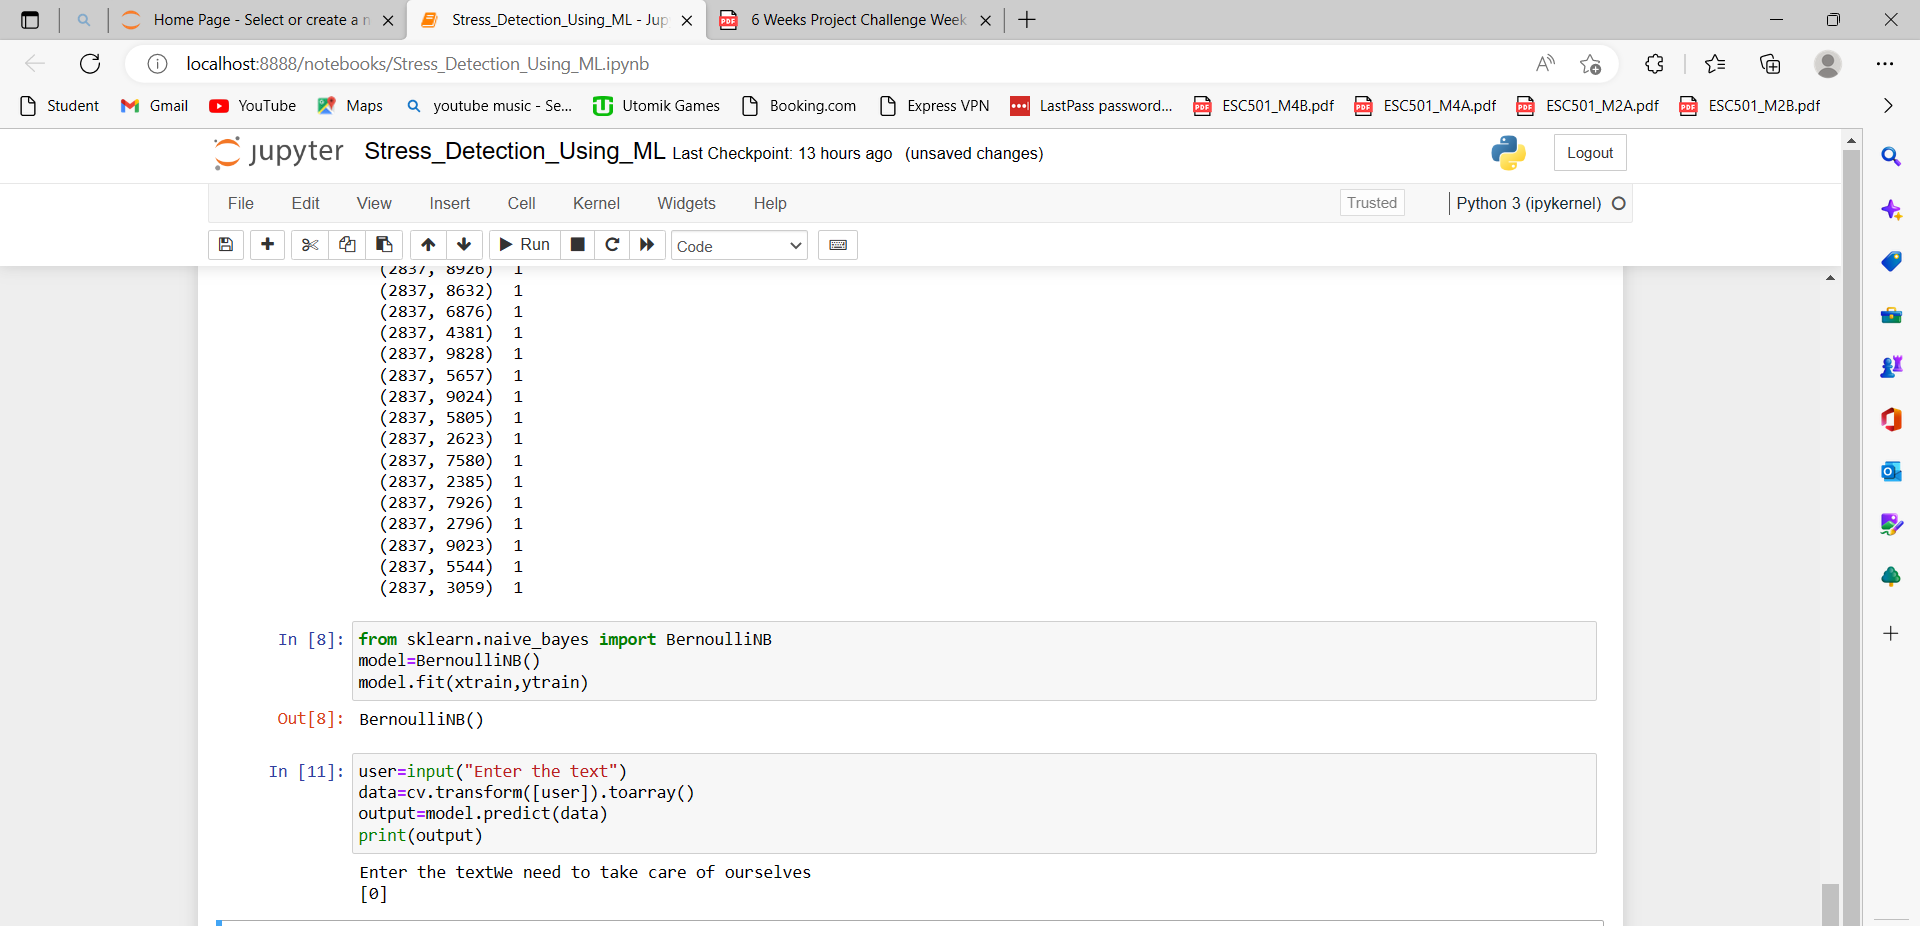 Home Page - Select or create a n
Stress_Detection_Using_ML - Jup
6 Weeks Project Challenge Week
localhost:8888/notebooks/Stress_Detection_Using_ML.ipynb
Student
Gmail
YouTube
Maps
youtube music - Se...
Utomik Games
Booking.com
Express VPN
LastPass password...
ESC501_M4B.pdf
ESC501_M4A.pdf
ESC501_M2A.pdf
ESC501_M2B.pdf
jupyter Stress_Detection_Using_ML Last Checkpoint: 13 hours ago (unsaved changes)
Logout
File Edit View Insert Cell Kernel Widgets Help
Trusted
Python 3 (ipykernel)
Run
Code
(2837, 8926) 1
(2837, 8632) 1
(2837, 6876) 1
(2837, 4381) 1
(2837, 9828) 1
(2837, 5657) 1
(2837, 9024) 1
(2837, 5805) 1
(2837, 2623) 1
(2837, 7580) 1
(2837, 2385) 1
(2837, 7926) 1
(2837, 2796) 1
(2837, 9023) 1
(2837, 5544) 1
(2837, 3059) 1
In [8]: from sklearn.naive_bayes import BernoulliNB
model=BernoulliNB()
model.fit(xtrain,ytrain)
Out[8]: BernoulliNB()
In [11]: user=input("Enter the text")
data=cv.transform([user]).toarray()
output=model.predict(data)
print(output)
Enter the textWe need to take care of ourselves
[0]